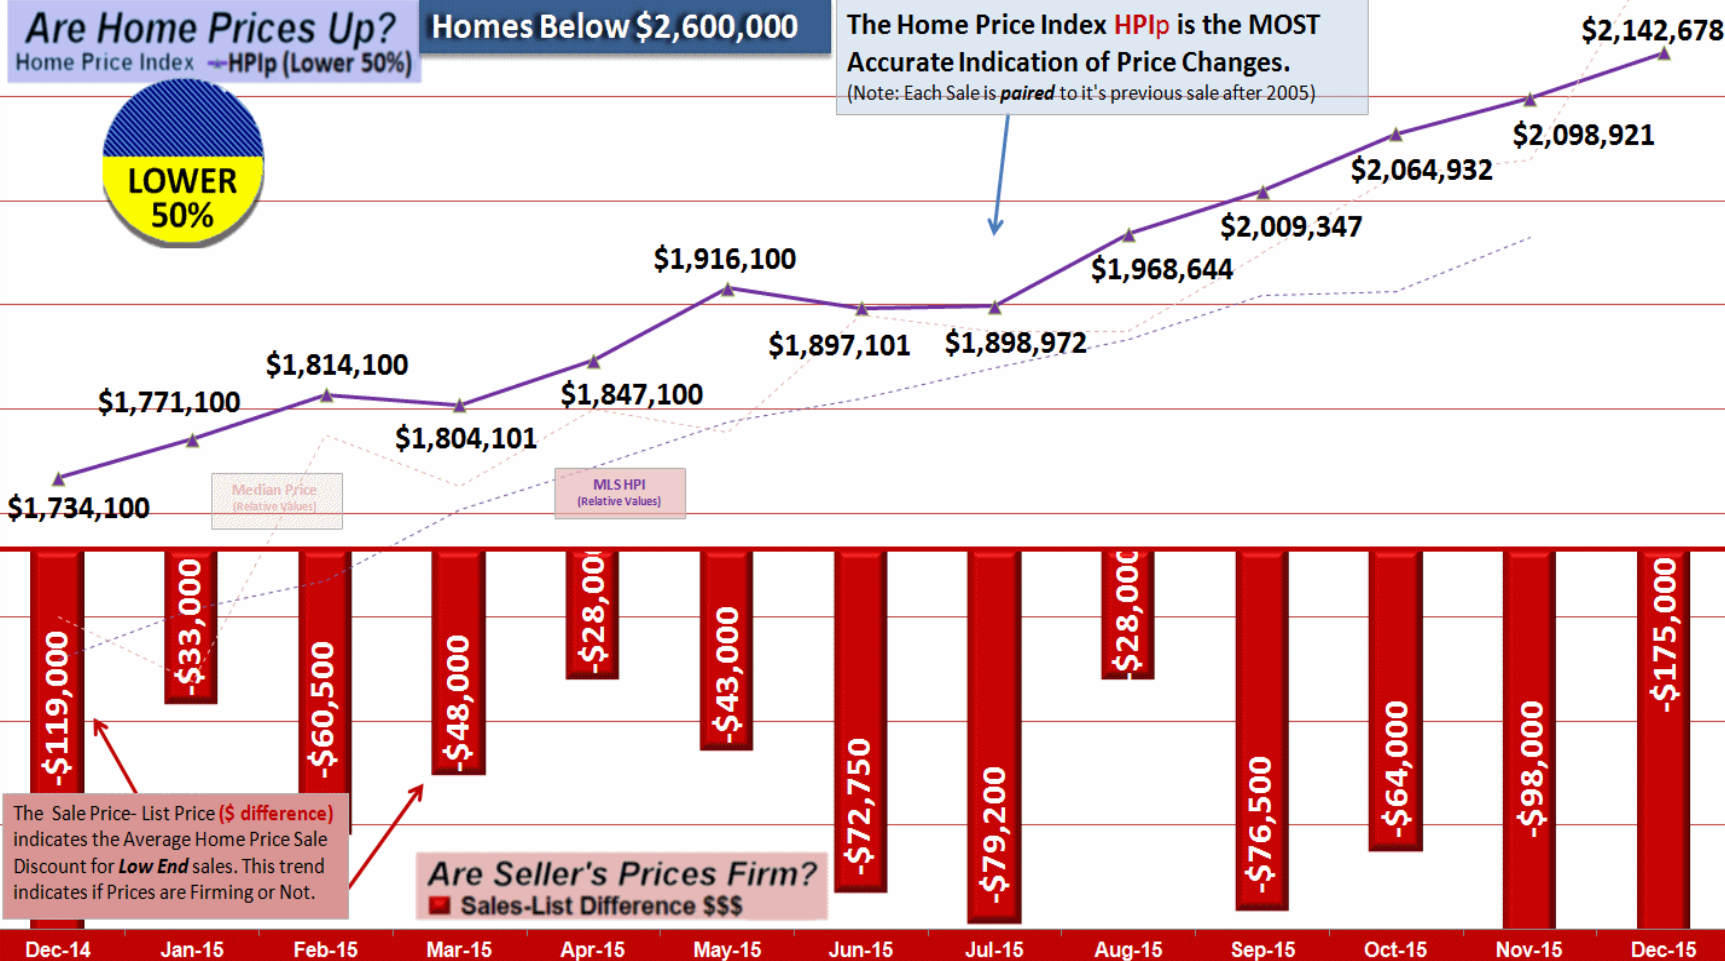 Are Home Prices Up?
Home Price Index HPIp (Lower 50%)
Homes Below $2,600,000
The Home Price Index HPIp is the MOST
Accurate Indication of Price Changes.
(Note: Each Sale is paired to it's previous sale after 2005)
LOWER
50%
$1,734,100
$1,771,100
$1,814,100
$1,804,101
$1,847,100
$1,916,100
$1,897,101
$1,898,972
$1,968,644
$2,009,347
$2,064,932
$2,098,921
$2,142,678
Median Price
(Relative Values)
MLS HPI
(Relative Values)
-$119,000
-$33,000
-$60,500
-$48,000
-$28,000
-$43,000
-$72,750
-$79,200
-$28,000
-$76,500
-$64,000
-$98,000
-$175,000
The Sale Price- List Price ($ difference)
indicates the Average Home Price Sale
Discount for Low End sales. This trend
indicates if Prices are Firming or Not.
Are Seller's Prices Firm?
Sales-List Difference $$$
Dec-14 Jan-15 Feb-15 Mar-15 Apr-15 May-15 Jun-15 Jul-15 Aug-15 Sep-15 Oct-15 Nov-15 Dec-15